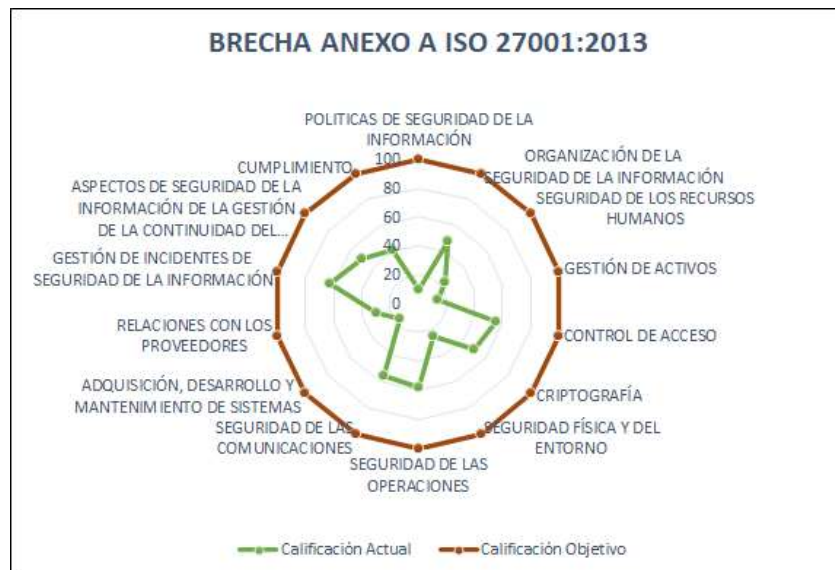 BRECHA ANEXO A ISO 27001:2013
POLITICAS DE SEGURIDAD DE LA
INFORMACIÓN
ORGANIZACIÓN DE LA
SEGURIDAD DE LA INFORMACIÓN
SEGURIDAD DE LOS RECURSOS
HUMANOS
GESTIÓN DE ACTIVOS
CONTROL DE ACCESO
CRIPTOGRAFÍA
SEGURIDAD FÍSICA Y DEL
ENTORNO
SEGURIDAD DE LAS
OPERACIONES
SEGURIDAD DE LAS
COMUNICACIONES
ADQUISICIÓN, DESARROLLO Y
MANTENIMIENTO DE SISTEMAS
RELACIONES CON LOS
PROVEEDORES
GESTIÓN DE INCIDENTES DE
SEGURIDAD DE LA INFORMACIÓN
ASPECTOS DE SEGURIDAD DE LA
INFORMACIÓN DE LA GESTIÓN
DE LA CONTINUIDAD DEL...
CUMPLIMIENTO
100
80
60
40
20
0
Calificación Actual
Calificación Objetivo